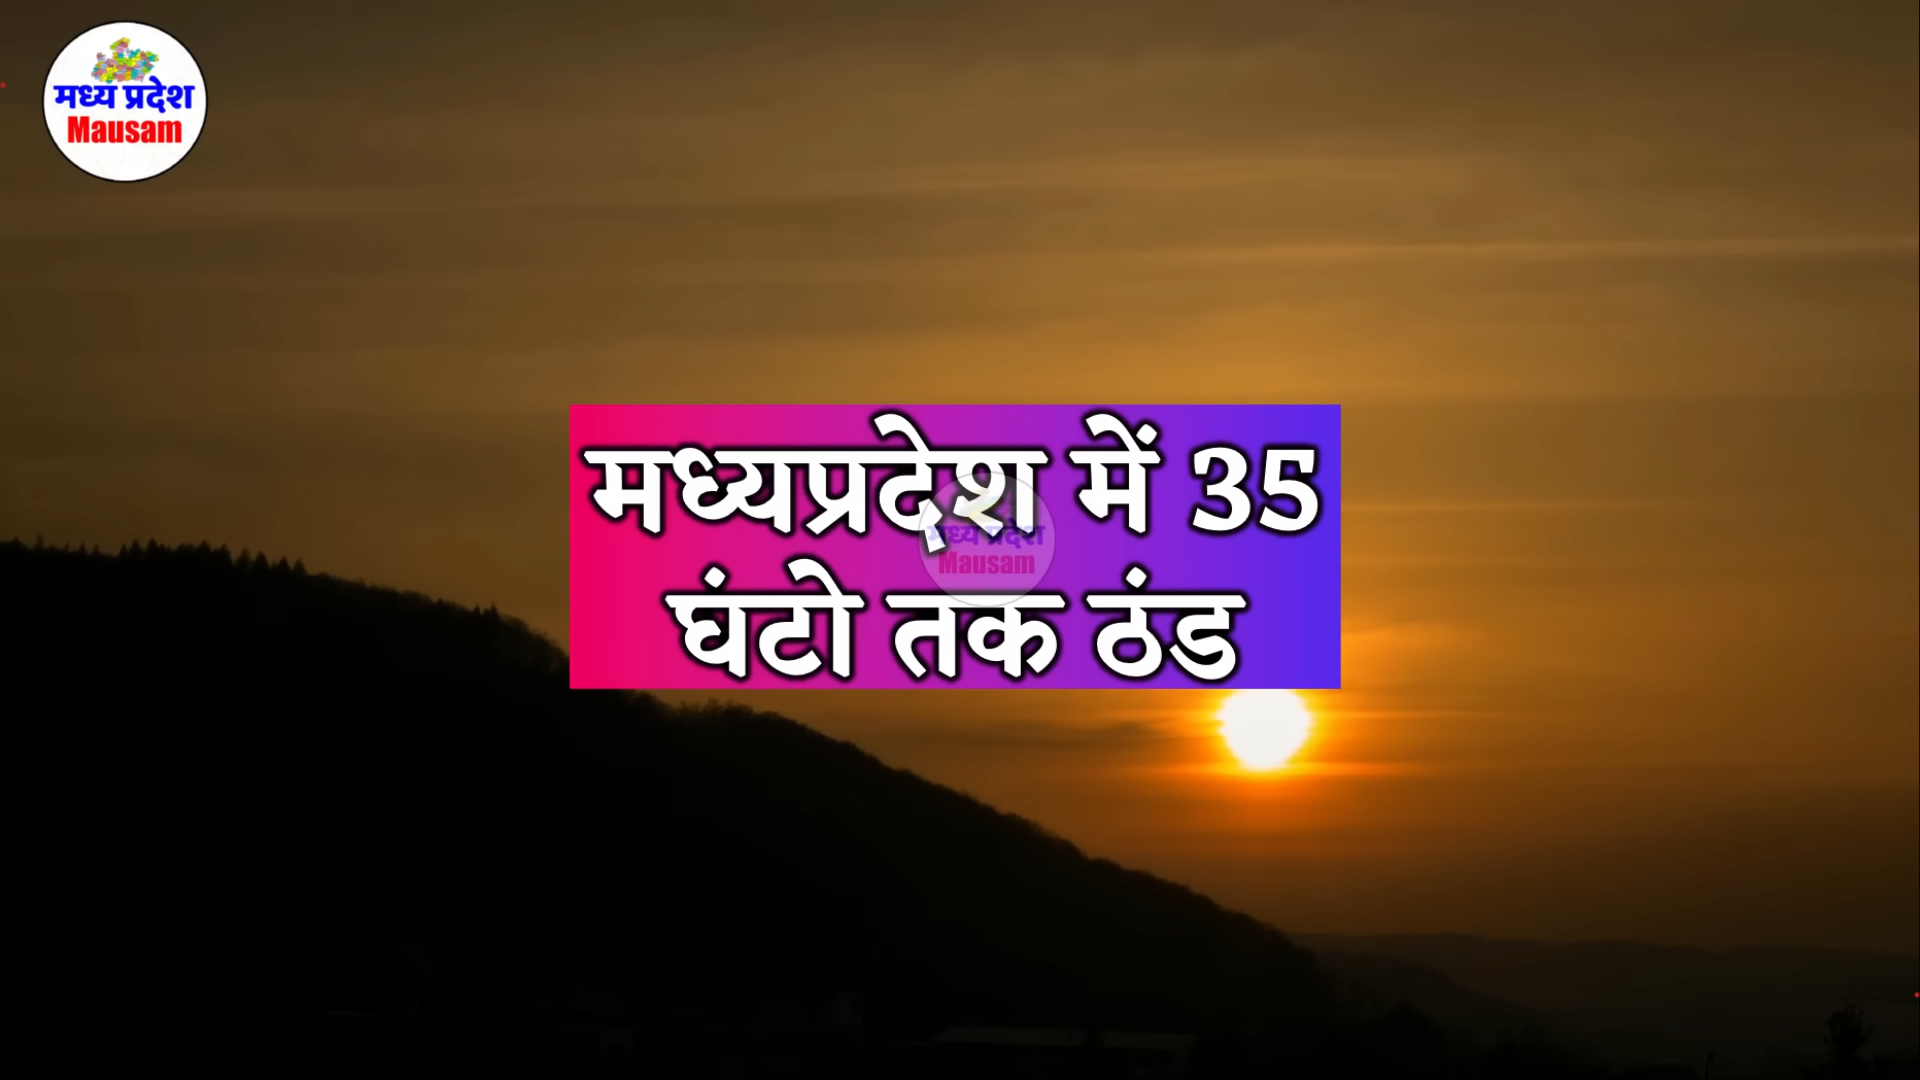 मध्य प्रदेश
Mausam
मध्यप्रदेश में 35
घंटो तक ठंड
मध्य प्रदेश
Mausam